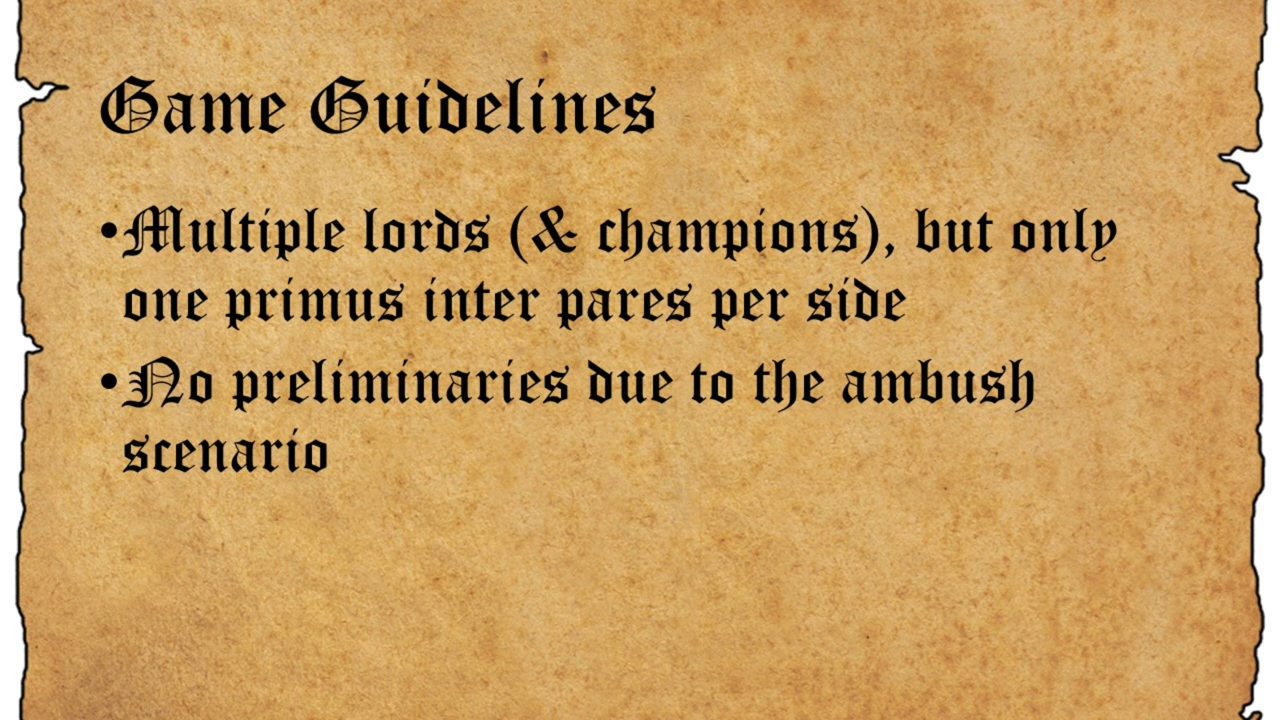 Game Guidelines
•Multiple lords (& champions), but only
one primus inter pares per side
•No preliminaries due to the ambush
scenario